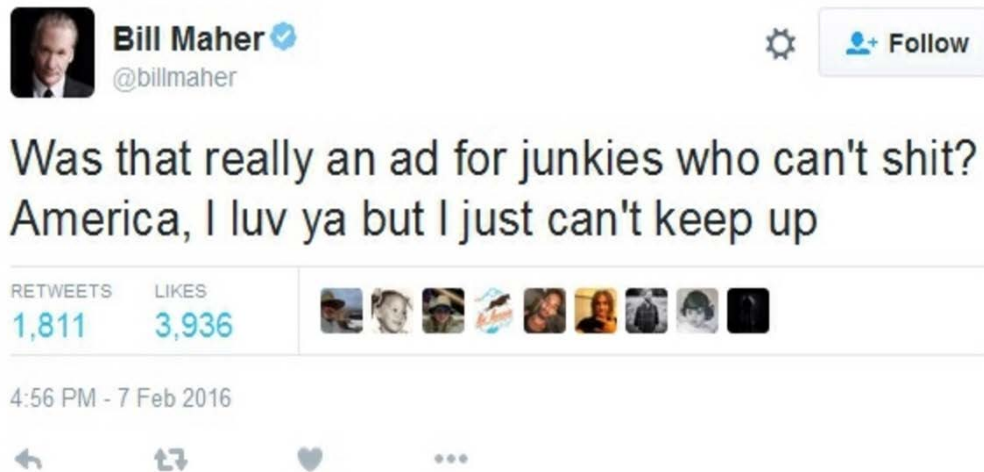 Bill Maher
@billmaher
Follow
Was that really an ad for junkies who can't shit?
America, I luv ya but I just can't keep up
RETWEETS LIKES
1,811 3,936
4:56 PM - 7 Feb 2016